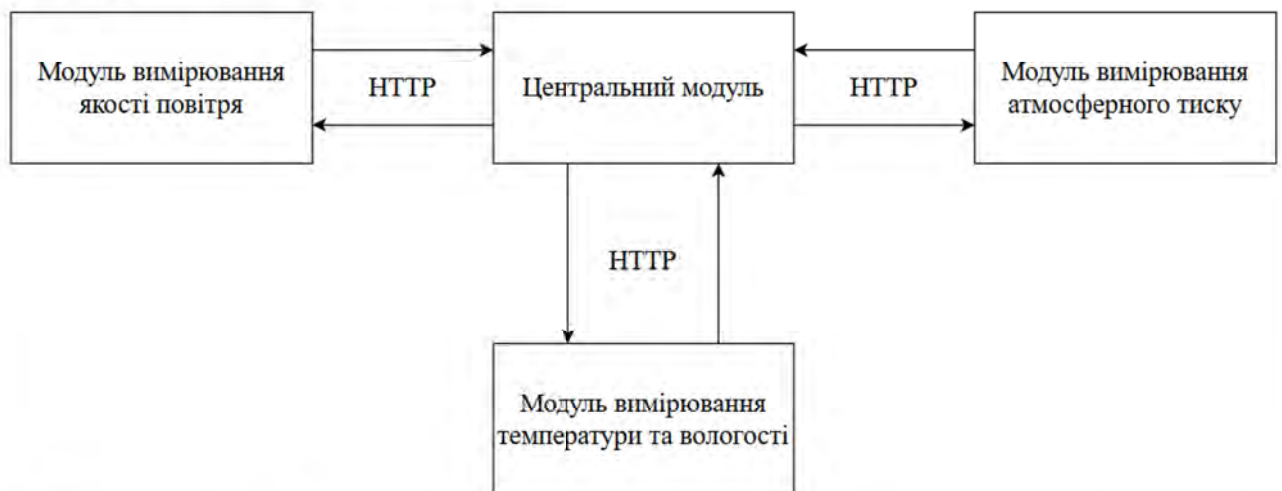 Модуль вимірювання
якості повітря
HTTP
Центральний модуль
HTTP
Модуль вимірювання
атмосферного тиску
HTTP
Модуль вимірювання
температури та вологості